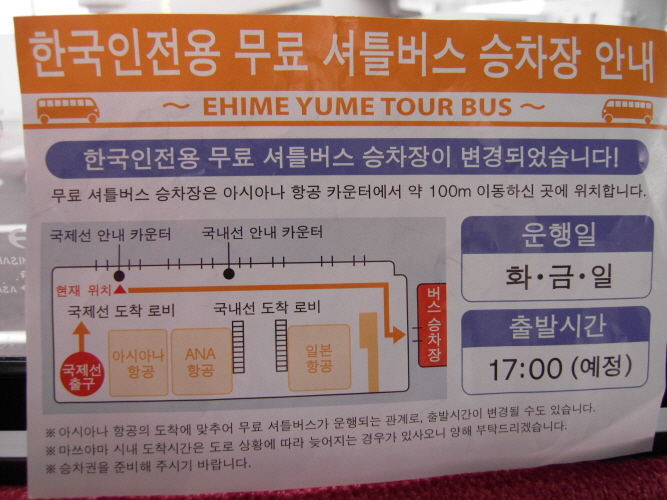 한국인전용 무료 셔틀버스 승차장 안내
~ EHIME YUME TOUR BUS ~
한국인전용 무료 셔틀버스 승차장이 변경되었습니다!
무료 셔틀버스 승차장은 아시아나 항공 카운터에서 약 100m 이동하신 곳에 위치합니다.
국제선 안내 카운터
국내선 안내 카운터
현재 위치▲
국제선 도착 로비
국내선 도착 로비
버스 승차장
국제선
출구
아시아나
항공
ANA
항공
일본
항공
운행일
화·금·일
출발시간
17:00 (예정)
※ 아시아나 항공의 도착에 맞추어 무료 셔틀버스가 운행되는 관계로, 출발시간이 변경될 수도 있습니다.
※ 마쓰야마 시내 도착시간은 도로 상황에 따라 늦어지는 경우가 있사오니 양해 부탁드리겠습니다.
※ 승차권을 준비해 주시기 바랍니다.